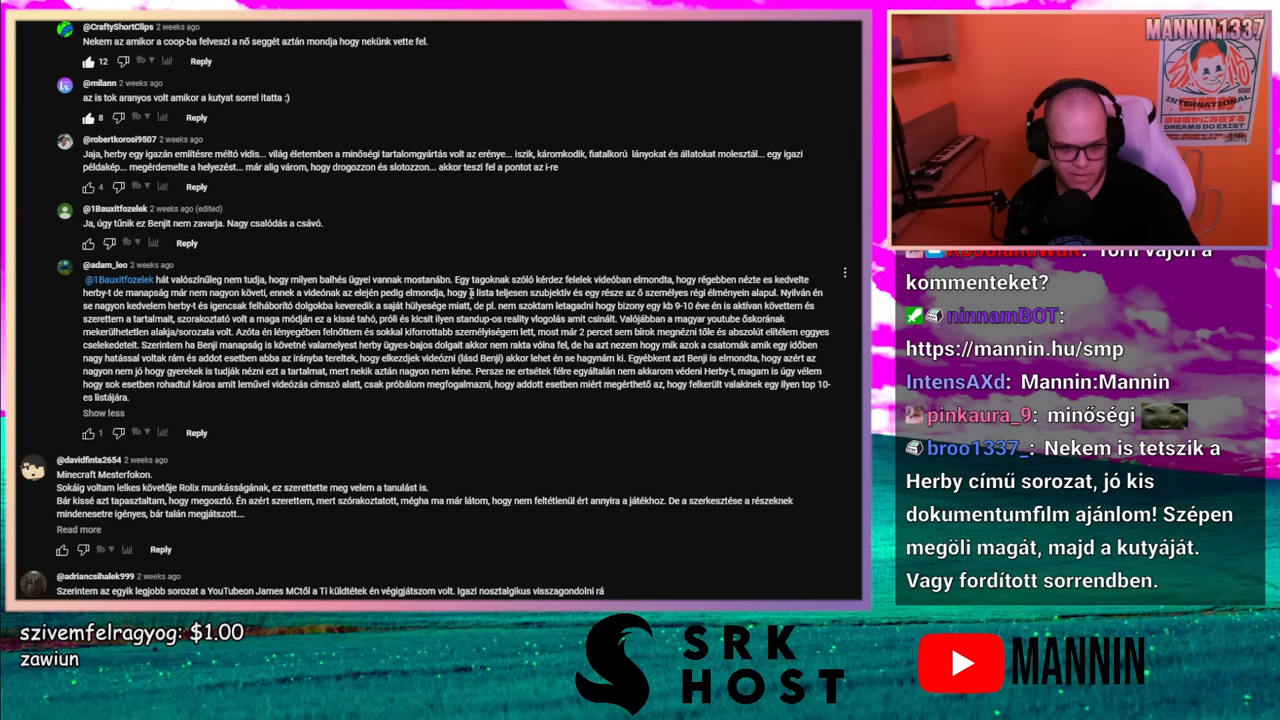 @CraftyShortClips 2 weeks ago
Nekem az amikor a coop-ba felveszi a nő seggét aztán mondja hogy nekünk vette fel.
12 Reply
@milann 2 weeks ago
az is tok aranyos volt amikor a kutyat sorrel itatta :)
8 Reply
@robertkorosi9507 2 weeks ago
Jaja, herby egy igazán említésre méltó vidis... világ életemben a minőségi tartalomgyártás volt az erénye... iszik, káromkodik, fiatalkorú lányokat és állatokat molesztál... egy igazi
példakép... megérdemelte a helyezést... már alig várom, hogy drogozzon és slotozzon... akkor teszi fel a pontot az i-re
4 Reply
@1Bauxitfozelek 2 weeks ago (edited)
Ja, úgy tűnik ez Benjit nem zavarja. Nagy csalódás a csávó.
Reply
@adam_leo 2 weeks ago
@1Bauxitfozelek hát valószínűleg nem tudja, hogy milyen balhés ügyei vannak mostanában. Egy tagoknak szóló kérdez felelek videóban elmondta, hogy régebben nézte es kedvelte
herby-t de manapság már nem nagyon követi, ennek a videónak az elején pedig elmondja, hogy a lista teljesen szubjektív és egy része az ő személyes régi élményein alapul. Nyilván én
se nagyon kedvelem herby-t és igencsak felháborító dolgokba keveredik a saját hülyesége miatt, de pl. nem szoktam letagadni hogy bizony egy kb 9-10 éve én is aktívan követtem és
szerettem a tartalmait, szorakoztató volt a maga módján ez a kissé tahó, próli és kicsit ilyen standup-os reality vlogolás amit csinált. Valójában a magyar youtube őskorának
mekerülhetetlen alakja/sorozata volt. Azóta én lényegében felnőttem és sokkal kiforrottabb személyiségem lett, most már 2 percet sem bírok megnézni tőle és abszolút elítélem eggyes
cselekedeteit. Szerintem ha Benji manapság is követné valamelyest herby ügyes-bajos dolgait akkor nem rakta vólna fel, de ha azt nezem hogy mik azok a csatornák amik egy időben
nagy hatással voltak rám és addot esetben abba az irányba tereltek, hogy elkezdjek videózni (lásd Benji) akkor lehet én se hagynám ki. Egyébként azt Benji is elmondta, hogy azért az
nagyon nem jó hogy gyerekek is tudják nézni ezt a tartalmat, mert nekik aztán nagyon nem kéne. Persze ne ertsétek félre egyáltalán nem akkarom védeni Herby-t, magam is úgy vélem
hogy sok esetben rohadtul káros amit leművel videózás címszó alatt, csak próbálom megfogalmazni, hogy addott esetben miért megérthető az, hogy felkerült valakinek egy ilyen top 10-
es listájára.
Show less
1 Reply
@davidfinta2654 2 weeks ago
Minecraft Mesterfokon.
Sokáig voltam lelkes követője Rolix munkásságának, ez szerettette meg velem a tanulást is.
Bár kissé azt tapasztaltam, hogy megosztó. Én azért szerettem, mert szórakoztatott, mégha ma már látom, hogy nem feltétlenül ért annyira a játékhoz. De a szerkesztése a részeknek
mindenesetre igényes, bár talán megjátszott....
Read more
Reply
@adriancsihalek999 2 weeks ago
Szerintem az egyik legjobb sorozat a YouTubeon James MCtől a Ti küldtétek én végigjátszom volt. Igazi nosztalgikus visszagondolni rá
MANNIN1337
INTERNATIONAL
DREAMS DO EXIST
kommenteket?
ninnamBOT:
https://mannin.hu/smp
IntensAXd: Mannin:Mannin
pinkaura_9: minőségi
broo1337_: Nekem is tetszik a
Herby című sorozat, jó kis
dokumentumfilm ajánlom! Szépen
megöli magát, majd a kutyáját.
Vagy fordított sorrendben.
szivemfelragyog: $1.00
zawiun
SRK
HOST
MANNIN